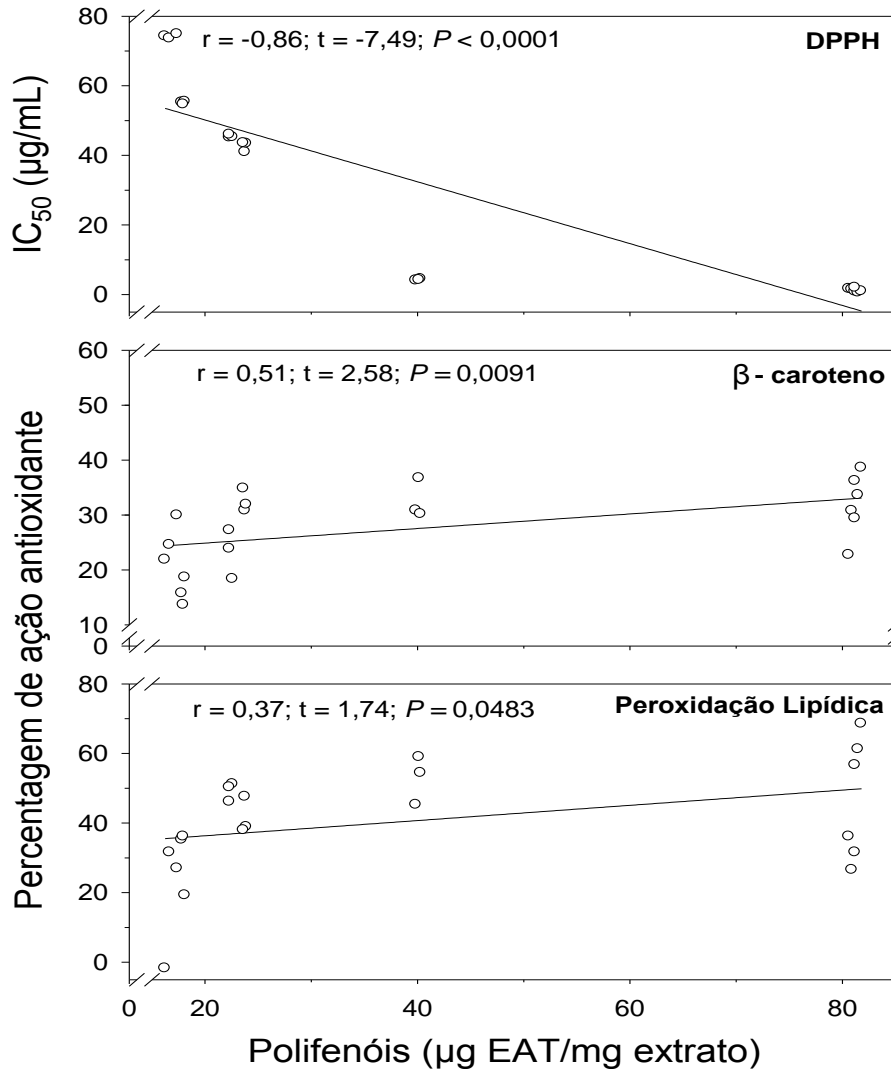 80
r = -0,86; t = -7,49; P < 0,0001
DPPH
60
40
20
0
IC50 (µg/mL)
60
r = 0,51; t = 2,58; P = 0,0091
β - caroteno
50
40
30
20
10
0
Percentagem de ação antioxidante
80
r = 0,37; t = 1,74; P = 0,0483
Peroxidação Lipídica
60
40
20
0
0 20 40 60 80
Polifenóis (µg EAT/mg extrato)